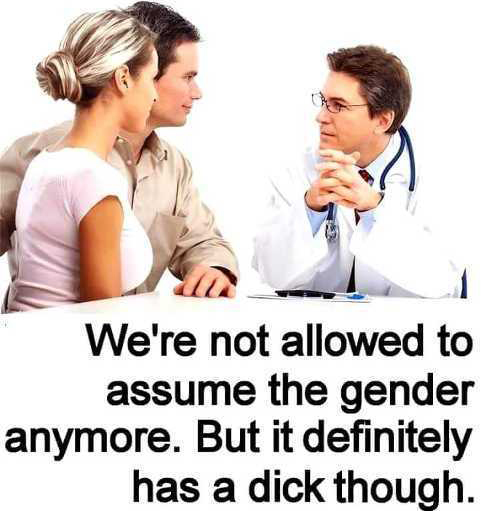 We're not allowed to
assume the gender
anymore. But it definitely
has a dick though.